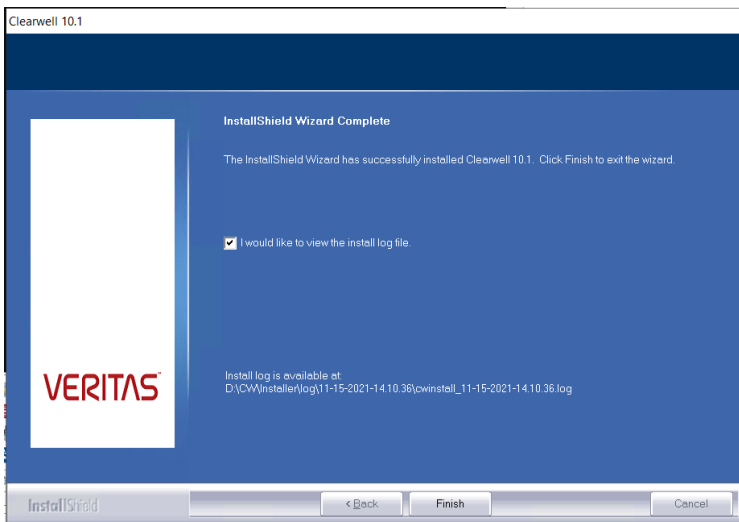 Clearwell 10.1
InstallShield Wizard Complete
The InstallShield Wizard has successfully installed Clearwell 10.1. Click Finish to exit the wizard.
I would like to view the install log file.
Install log is available at:
D:\CW\Installer\log\11-15-2021-14.10.36\cwinstall_11-15-2021-14.10.36.log
VERITAS™
InstallShield
< Back
Finish
Cancel